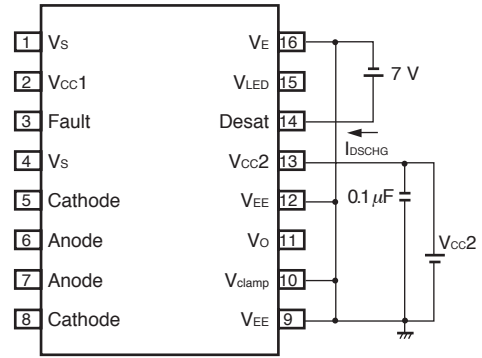 1 VS VE 16
2 VCC1 VLED 15
3 Fault Desat 14
4 VS VCC2 13
5 Cathode VEE 12
6 Anode VO 11
7 Anode Vclamp 10
8 Cathode VEE 9
7 V
IDSCHG
0.1 μF
VCC2